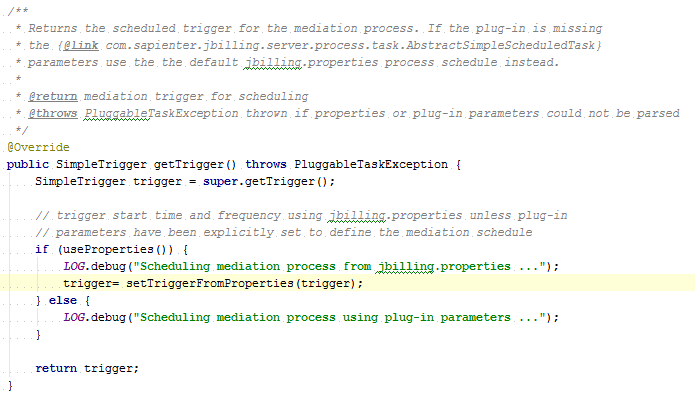 /**
 * Returns the scheduled trigger for the mediation process. If the plug-in is missing
 * the {@link com.sapienter.jbilling.server.process.task.AbstractSimpleScheduledTask}
 * parameters use the the default jbilling.properties process schedule instead.
 *
 * @return mediation trigger for scheduling
 * @throws PluggableTaskException thrown if properties or plug-in parameters could not be parsed
 */
@Override
public SimpleTrigger getTrigger() throws PluggableTaskException {
    SimpleTrigger trigger = super.getTrigger();

    // trigger start time and frequency using jbilling.properties unless plug-in
    // parameters have been explicitly set to define the mediation schedule
    if (useProperties()) {
        LOG.debug("Scheduling mediation process from jbilling.properties ...");
        trigger= setTriggerFromProperties(trigger);
    } else {
        LOG.debug("Scheduling mediation process using plug-in parameters ...");
    }

    return trigger;
}